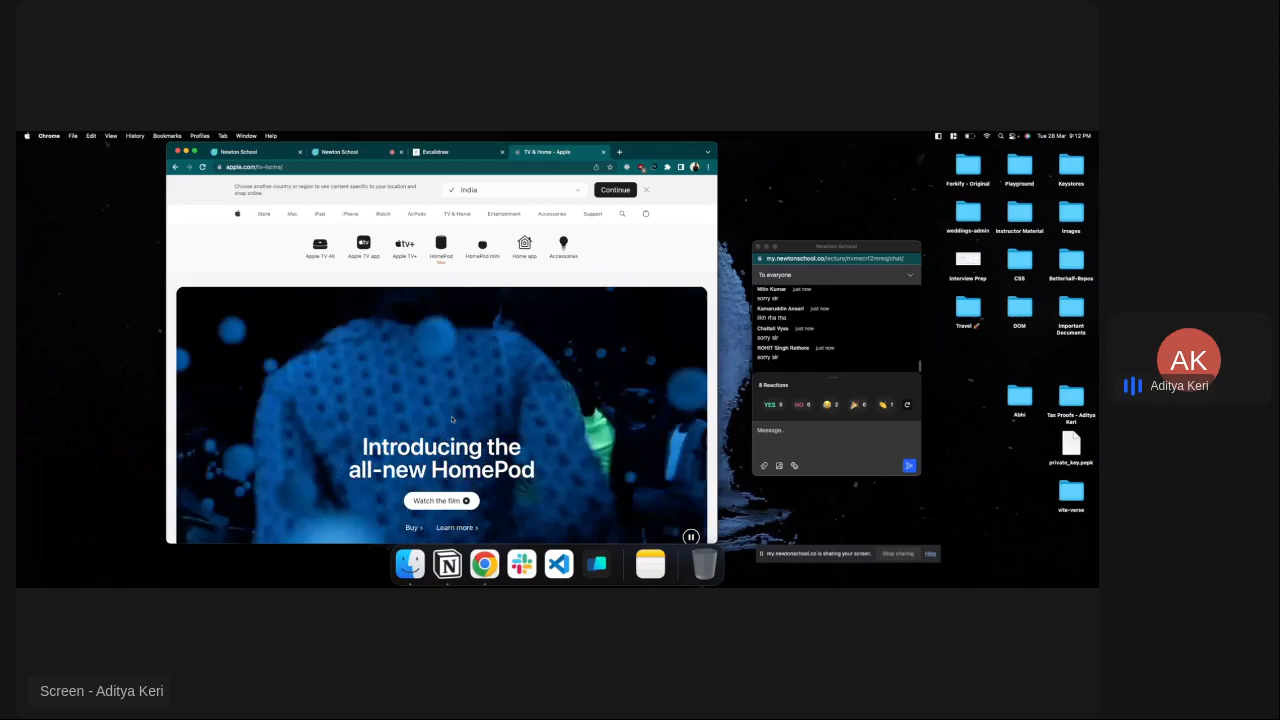 Chrome File Edit View History Bookmarks Profiles Tab Window Help
Tue 28 Mar 9:12 PM
Newton School
Newton School
Excalidraw
TV & Home - Apple
apple.com/tv-home/
Choose another country or region to see content specific to your location and
shop online.
India
Continue
Store Mac iPad iPhone Watch AirPods TV & Home Entertainment Accessories Support
tv
tv+
Apple TV 4K Apple TV app Apple TV+ HomePod HomePod mini Home app Accessories
New
Introducing the
all-new HomePod
Watch the film
Buy > Learn more >
Newton School
my.newtonschool.co/lecture/nvmecrf2mreq/chat/
To everyone
Nitin Kumar just now
sorry sir
Kamaruddin Ansari just now
likh rha tha
Chaitali Vyas just now
sorry sir
ROHIT Singh Rathore just now
sorry sir
8 Reactions
YES 8 NO 0 2 0 1
Message..
my.newtonschool.co is sharing your screen. Stop sharing Hide
Forkify - Original Playground Keystores
weddings-admin Instructor Material Images
Interview Prep CSS Betterhalf-Repos
Travel 🚀 DOM Important
Documents
Abhi Tax Proofs - Aditya
Keri
private_key.pepk
vite-verse
AK
Aditya Keri
Screen - Aditya Keri